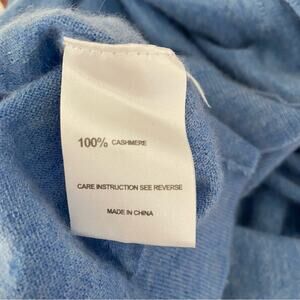 100% CASHMERE
CARE INSTRUCTION SEE REVERSE
MADE IN CHINA